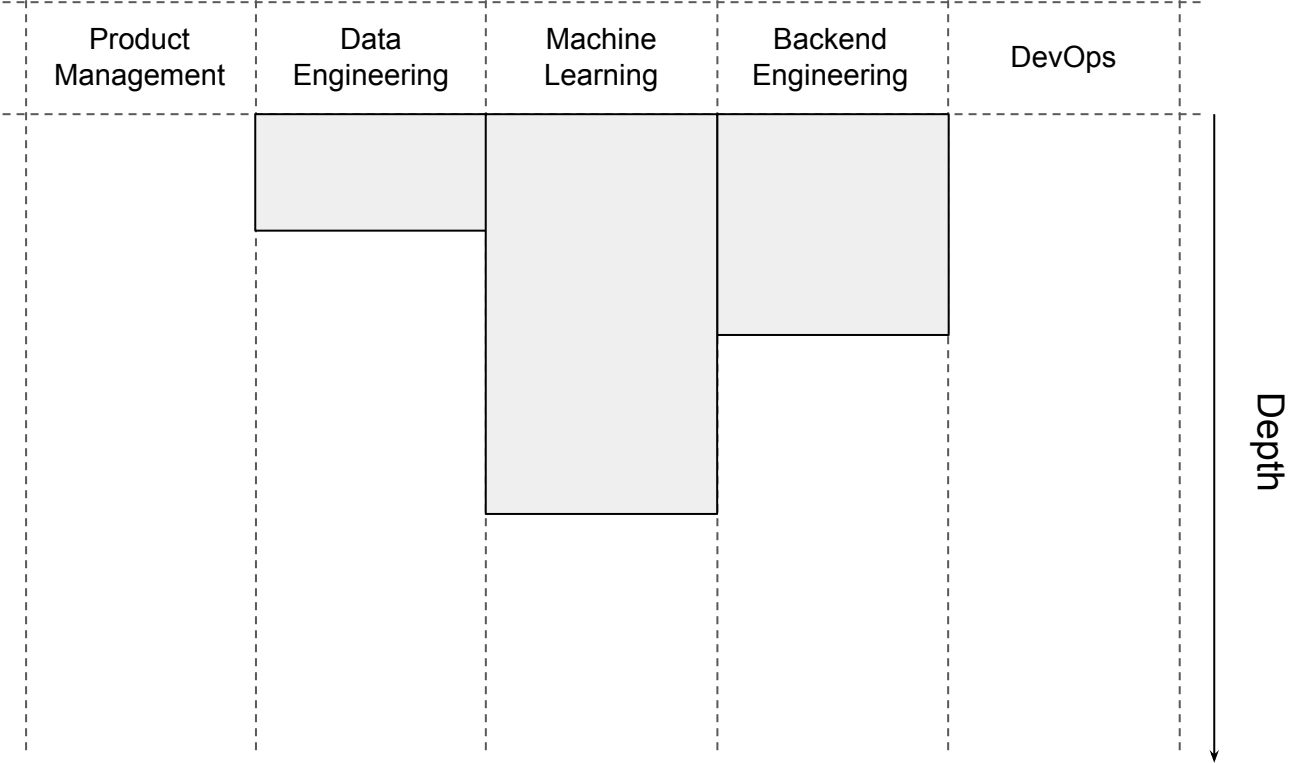 Product
Management
Data
Engineering
Machine
Learning
Backend
Engineering
DevOps
Depth